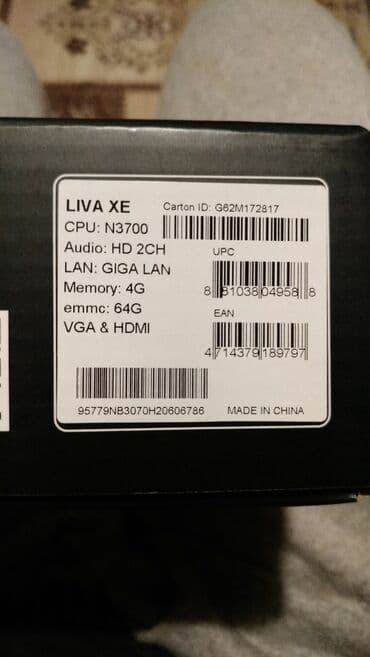 LIVA XE
Carton ID: G62M172817
CPU: N3700
Audio: HD 2CH
LAN: GIGA LAN
Memory: 4G
emmc: 64G
VGA & HDMI
UPC
8 81038 04958 8
EAN
4 714379 189797
95779NB3070H20606786
MADE IN CHINA